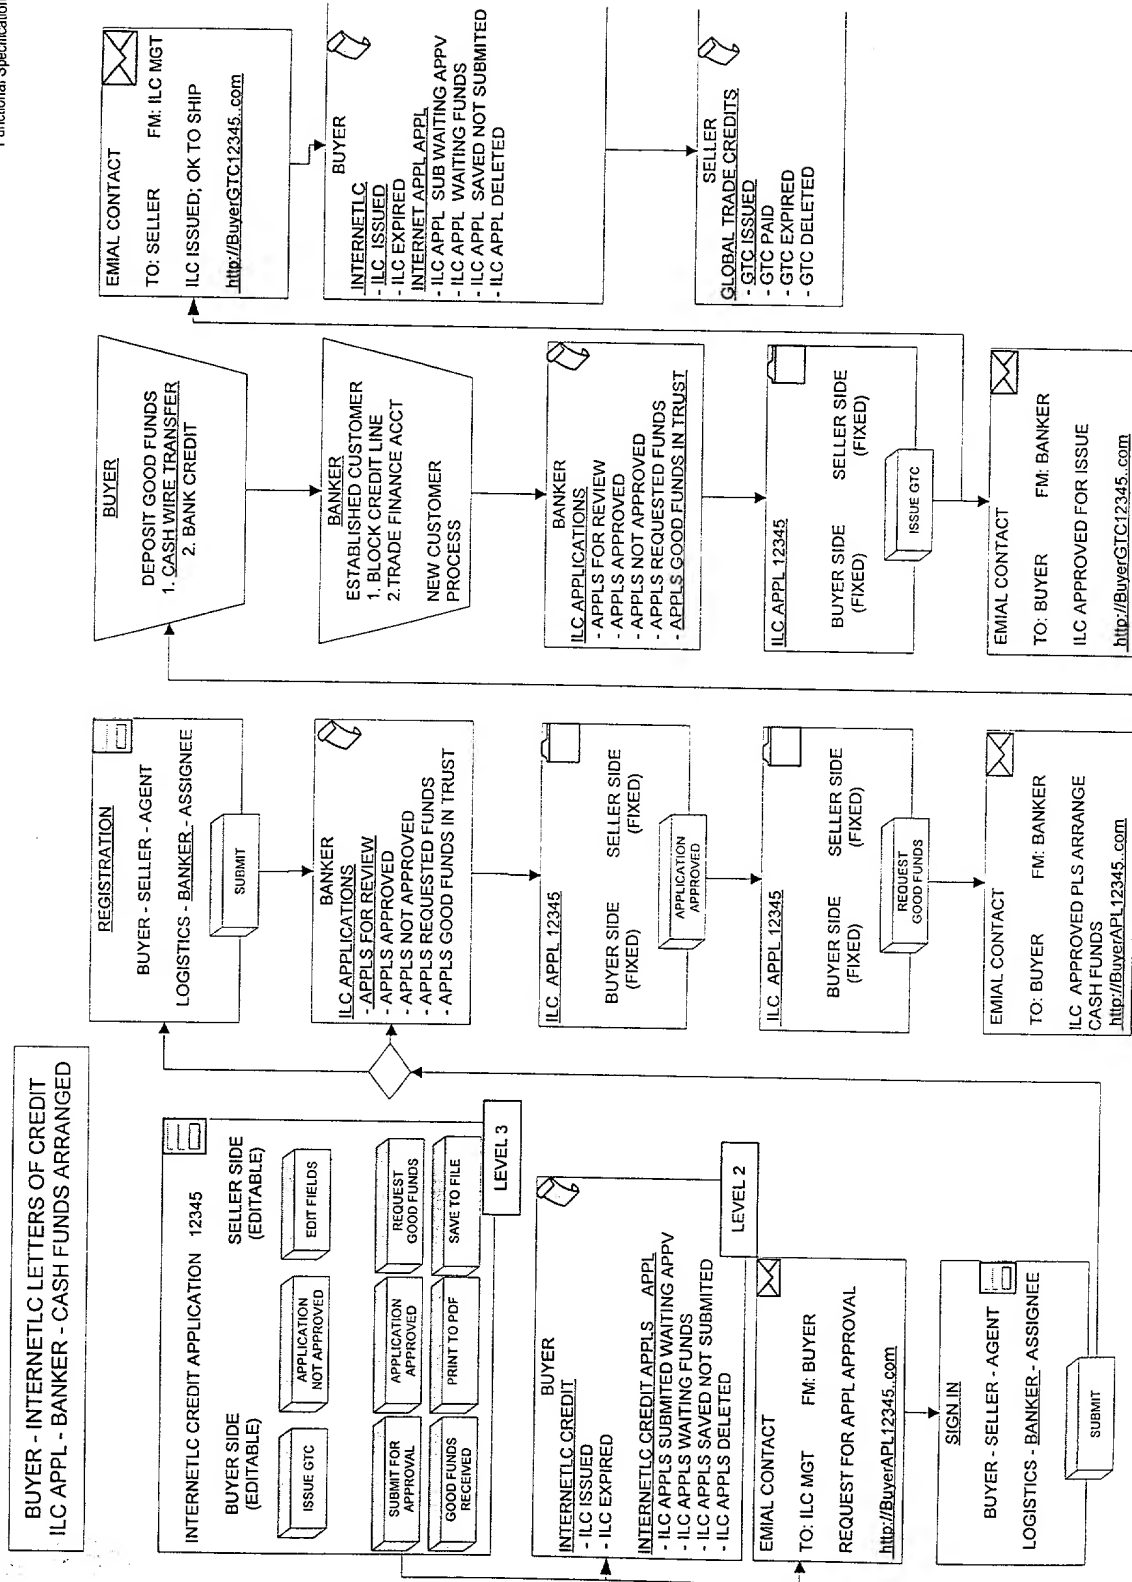 Functional Specification
BUYER - INTERNETLC LETTERS OF CREDIT
ILC APPL - BANKER - CASH FUNDS ARRANGED
INTERNETLC CREDIT APPLICATION 12345
BUYER SIDE SELLER SIDE
(EDITABLE) (EDITABLE)
ISSUE GTC
APPLICATION
NOT APPROVED
EDIT FIELDS
SUBMIT FOR
APPROVAL
APPLICATION
APPROVED
REQUEST
GOOD FUNDS
GOOD FUNDS
RECEIVED
PRINT TO PDF
SAVE TO FILE
LEVEL 3
BUYER
INTERNETLC CREDIT
- ILC ISSUED
- ILC EXPIRED
INTERNETLC CREDIT APPLS APPL
- ILC APPLS SUBMITED WAITING APPV
- ILC APPLS WAITING FUNDS
- ILC APPLS SAVED NOT SUBMITED
- ILC APPLS DELETED
LEVEL 2
EMIAL CONTACT
TO: ILC MGT FM: BUYER
REQUEST FOR APPL APPROVAL
http://BuyerAPL12345..com
SIGN IN
BUYER - SELLER - AGENT
LOGISTICS - BANKER - ASSIGNEE
SUBMIT
REGISTRATION
BUYER - SELLER - AGENT
LOGISTICS - BANKER - ASSIGNEE
SUBMIT
BANKER
ILC APPLICATIONS
- APPLS FOR REVIEW
- APPLS APPROVED
- APPLS NOT APPROVED
- APPLS REQUESTED FUNDS
- APPLS GOOD FUNDS IN TRUST
ILC APPL 12345
BUYER SIDE SELLER SIDE
(FIXED) (FIXED)
APPLICATION
APPROVED
ILC APPL 12345
BUYER SIDE SELLER SIDE
(FIXED) (FIXED)
REQUEST
GOOD FUNDS
EMIAL CONTACT
TO: BUYER FM: BANKER
ILC APPROVED PLS ARRANGE
CASH FUNDS
http://BuyerAPL12345..com
BUYER
DEPOSIT GOOD FUNDS
1. CASH WIRE TRANSFER
2. BANK CREDIT
BANKER
ESTABLISHED CUSTOMER
1. BLOCK CREDIT LINE
2.TRADE FINANCE ACCT
NEW CUSTOMER
PROCESS
BANKER
ILC APPLICATIONS
- APPLS FOR REVIEW
- APPLS APPROVED
- APPLS NOT APPROVED
- APPLS REQUESTED FUNDS
- APPLS GOOD FUNDS IN TRUST
ILC APPL 12345
BUYER SIDE SELLER SIDE
(FIXED) (FIXED)
ISSUE GTC
EMIAL CONTACT
TO: BUYER FM: BANKER
ILC APPROVED FOR ISSUE
http://BuyerGTC12345..com
EMIAL CONTACT
TO: SELLER FM: ILC MGT
ILC ISSUED; OK TO SHIP
http://BuyerGTC12345..com
BUYER
INTERNETLC
- ILC ISSUED
- ILC EXPIRED
INTERNET APPL APPL
- ILC APPL SUB WAITING APPV
- ILC APPL WAITING FUNDS
- ILC APPL SAVED NOT SUBMITED
- ILC APPL DELETED
SELLER
GLOBAL TRADE CREDITS
- GTC ISSUED
- GTC PAID
- GTC EXPIRED
- GTC DELETED